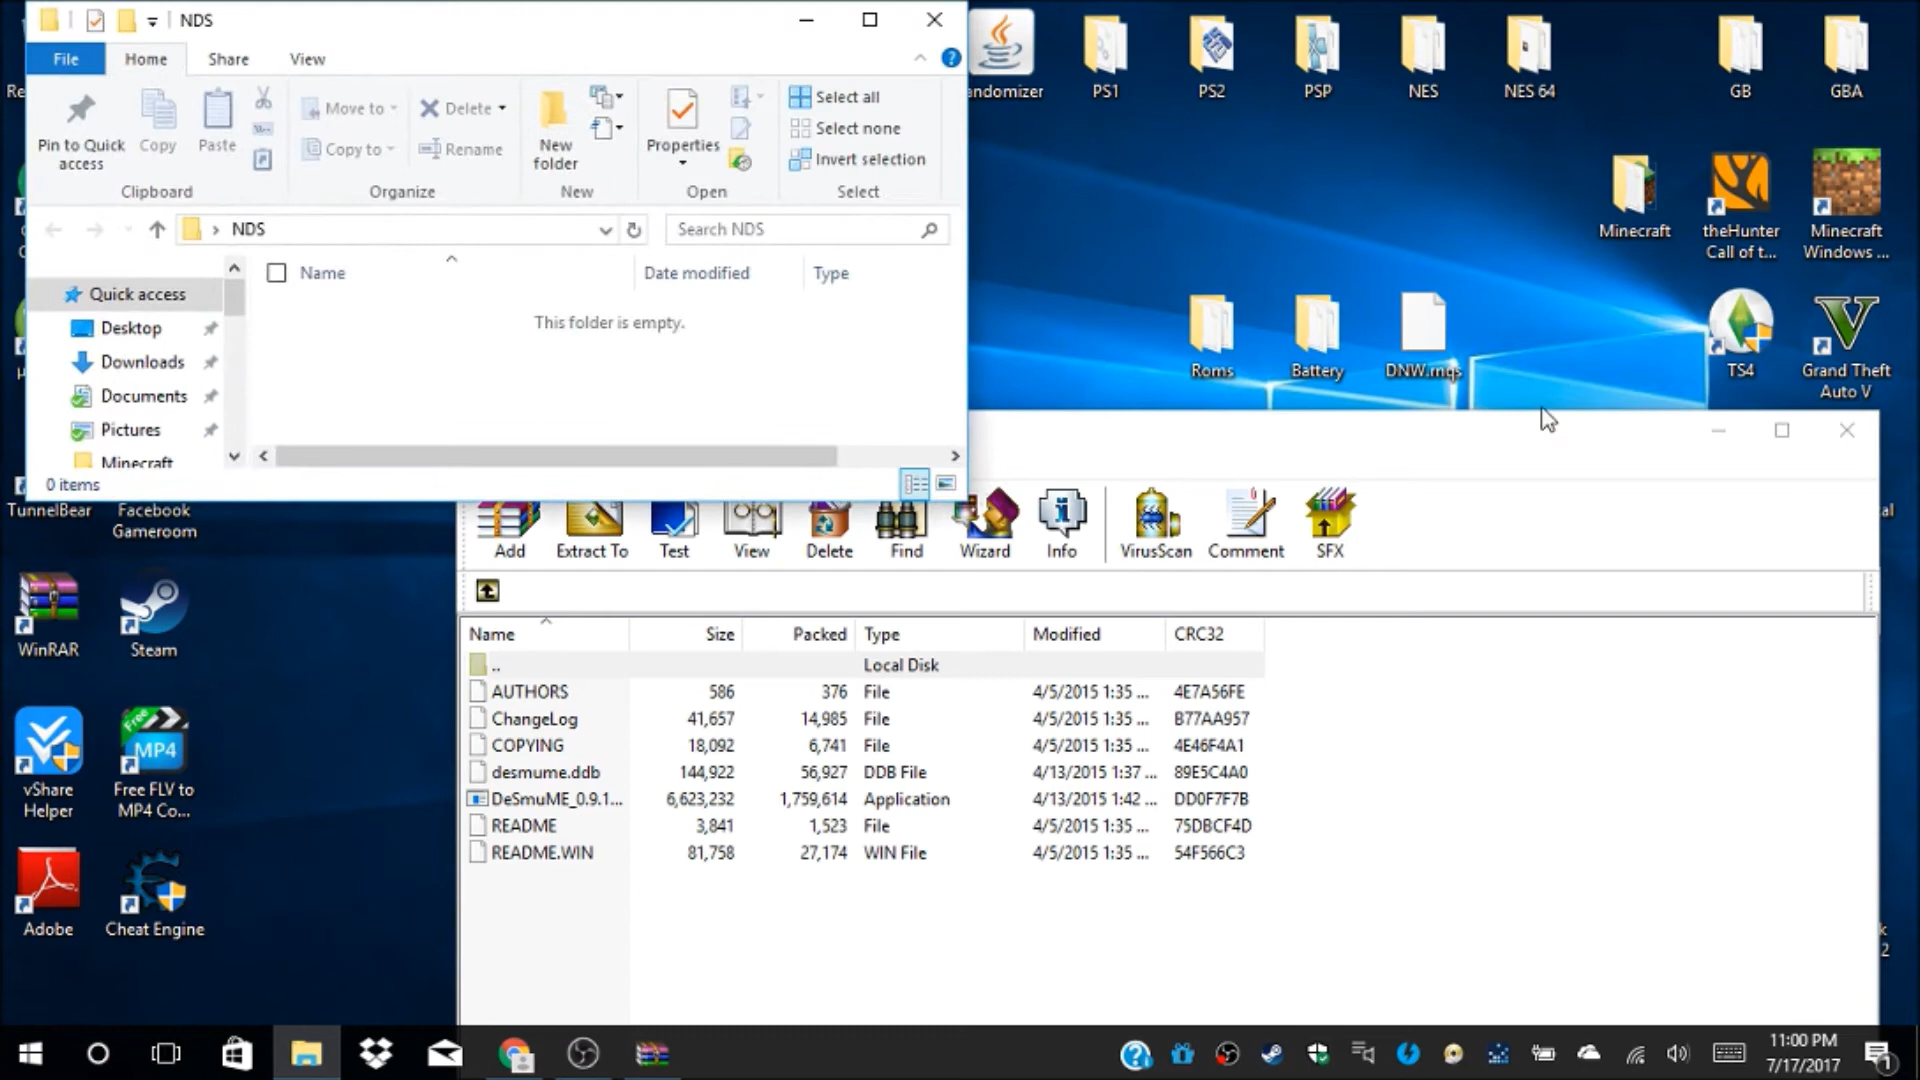 NDS
File
Home
Share
View
Pin to Quick
access
Copy
Paste
Clipboard
Move to
Copy to
Delete
Rename
Organize
New
folder
New
Properties
Open
Select all
Select none
Invert selection
Select
NDS
Search NDS
Name
Date modified
Type
Quick access
Desktop
Downloads
Documents
Pictures
Minecraft
This folder is empty.
0 items
andomizer
PS1
PS2
PSP
NES
NES 64
GB
GBA
Minecraft
theHunter
Call of t...
Minecraft
Windows ...
Roms
Battery
DNW.mqs
TS4
Grand Theft
Auto V
TunnelBear
Facebook
Gameroom
WinRAR
Steam
vShare
Helper
Free
MP4
Free FLV to
MP4 Co...
Adobe
Cheat Engine
Add
Extract To
Test
View
Delete
Find
Wizard
Info
VirusScan
Comment
SFX
Name Size Packed Type Modified CRC32
.. Local Disk
AUTHORS 586 376 File 4/5/2015 1:35 ... 4E7A56FE
ChangeLog 41,657 14,985 File 4/5/2015 1:35 ... B77AA957
COPYING 18,092 6,741 File 4/5/2015 1:35 ... 4E46F4A1
desmume.ddb 144,922 56,927 DDB File 4/13/2015 1:37 ... 89E5C4A0
DeSmuME_0.9.1... 6,623,232 1,759,614 Application 4/13/2015 1:42 ... DD0F7F7B
README 3,841 1,523 File 4/5/2015 1:35 ... 75DBCF4D
README.WIN 81,758 27,174 WIN File 4/5/2015 1:35 ... 54F566C3
11:00 PM
7/17/2017
1